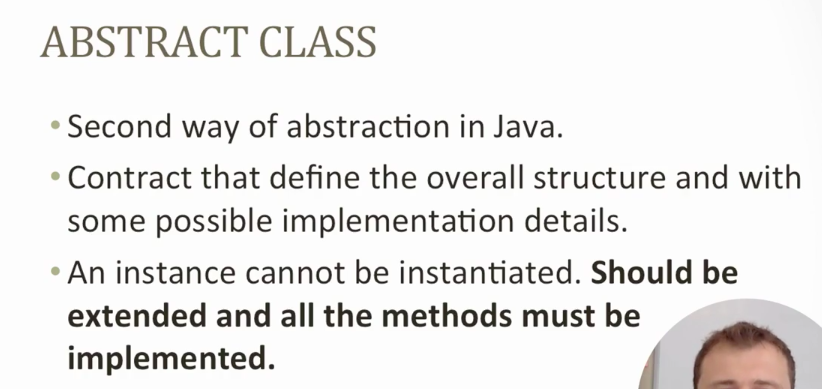 ABSTRACT CLASS
• Second way of abstraction in Java.
• Contract that define the overall structure and with
some possible implementation details.
• An instance cannot be instantiated. Should be
extended and all the methods must be
implemented.